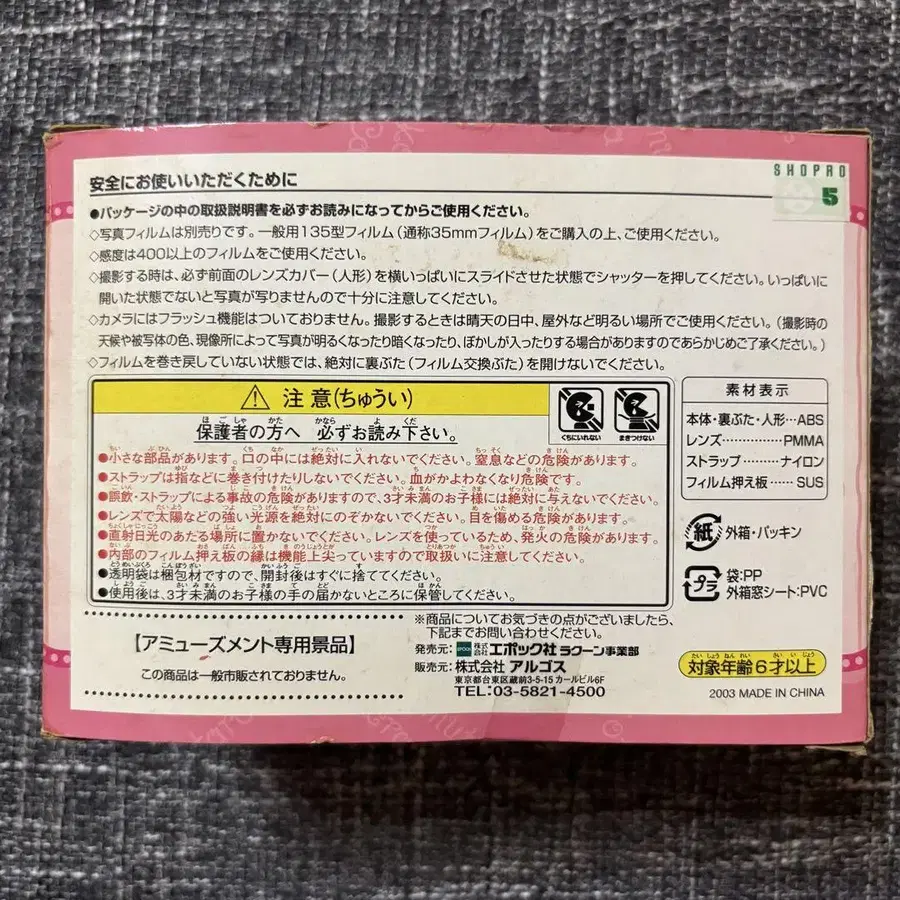 SHOPRO
5
安全にお使いいただくために
●パッケージの中の取扱説明書を必ずお読みになってからご使用ください。
◇写真フィルムは別売りです。一般用135型フィルム(通称35mmフィルム)をご購入の上、ご使用ください。
◇感度は400以上のフィルムをご使用ください。
◇撮影する時は、必ず前面のレンズカバー(人形)を横いっぱいにスライドさせた状態でシャッターを押してください。いっぱいに
開いた状態でないと写真が写りませんので十分に注意してください。
◇カメラにはフラッシュ機能はついておりません。撮影するときは晴天の日中、屋外など明るい場所でご使用ください。(撮影時の
天候や被写体の色、現像所によって写真が明るくなったり暗くなったり、ぼかしが入ったりする場合がありますのであらかじめご了承ください。)
◇フィルムを巻き戻していない状態では、絶対に裏ぶた(フィルム交換ぶた)を開けないでください。
注意(ちゅうい)
くちにいれない
まきつけない
保護者の方へ 必ずお読み下さい。
●小さな部品があります。口の中には絶対に入れないでください。窒息などの危険があります。
●ストラップは指などに巻き付けたりしないでください。血がかよわなくなり危険です。
●誤飲・ストラップによる事故の危険がありますので、3才未満のお子様には絶対に与えないでください。
●レンズで太陽などの強い光源を絶対にのぞかないでください。目を傷める危険があります。
●直射日光のあたる場所に置かないでください。レンズを使っているため、発火の危険があります。
●内部のフィルム押え板の縁は機能上尖っていますので取扱いに注意してください。
●透明袋は梱包材ですので、開封後はすぐに捨ててください。
●使用後は、3才未満のお子様の手の届かないところに保管してください。
素材表示
本体・裏ぶた・人形…ABS
レンズ……………PMMA
ストラップ………ナイロン
フィルム押え板……SUS
紙 外箱・パッキン
プラ 袋:PP
外箱窓シート:PVC
【アミューズメント専用景品】
この商品は一般市販されておりません。
※商品についてお気づきの点がございましたら、
下記までお問い合わせください。
発売元: EPOCH 株式会社 エポック社 ラクーン事業部
販売元:株式会社 アルゴス
東京都台東区蔵前3-5-15 カールビル6F
TEL:03-5821-4500
対象年齢6才以上
2003 MADE IN CHINA